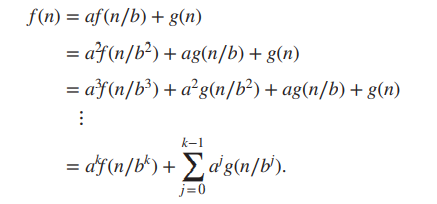 f(n) = af(n/b) + g(n)
= a²f(n/b²) + ag(n/b) + g(n)
= a³f(n/b³) + a²g(n/b²) + ag(n/b) + g(n)
⋮
= aᵏf(n/bᵏ) + ∑_{j=0}^{k−1} aʲg(n/bʲ).